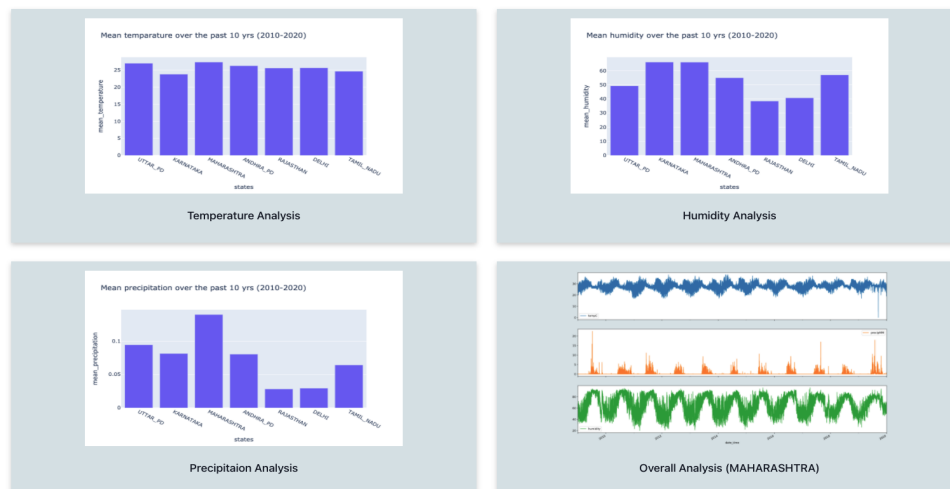 Mean temparature over the past 10 yrs (2010-2020)
mean_temperature
25
20
15
10
5
0
UTTAR_PD
KARNATAKA
MAHARASHTRA
ANDHRA_PD
RAJASTHAN
DELHI
TAMIL_NADU
states
Temperature Analysis
Mean humidity over the past 10 yrs (2010-2020)
mean_humidity
60
50
40
30
20
10
0
UTTAR_PD
KARNATAKA
MAHARASHTRA
ANDHRA_PD
RAJASTHAN
DELHI
TAMIL_NADU
states
Humidity Analysis
Mean precipitation over the past 10 yrs (2010-2020)
mean_precipitation
0.1
0.05
0
UTTAR_PD
KARNATAKA
MAHARASHTRA
ANDHRA_PD
RAJASTHAN
DELHI
TAMIL_NADU
states
Precipitaion Analysis
humidity
Overall Analysis (MAHARASHTRA)